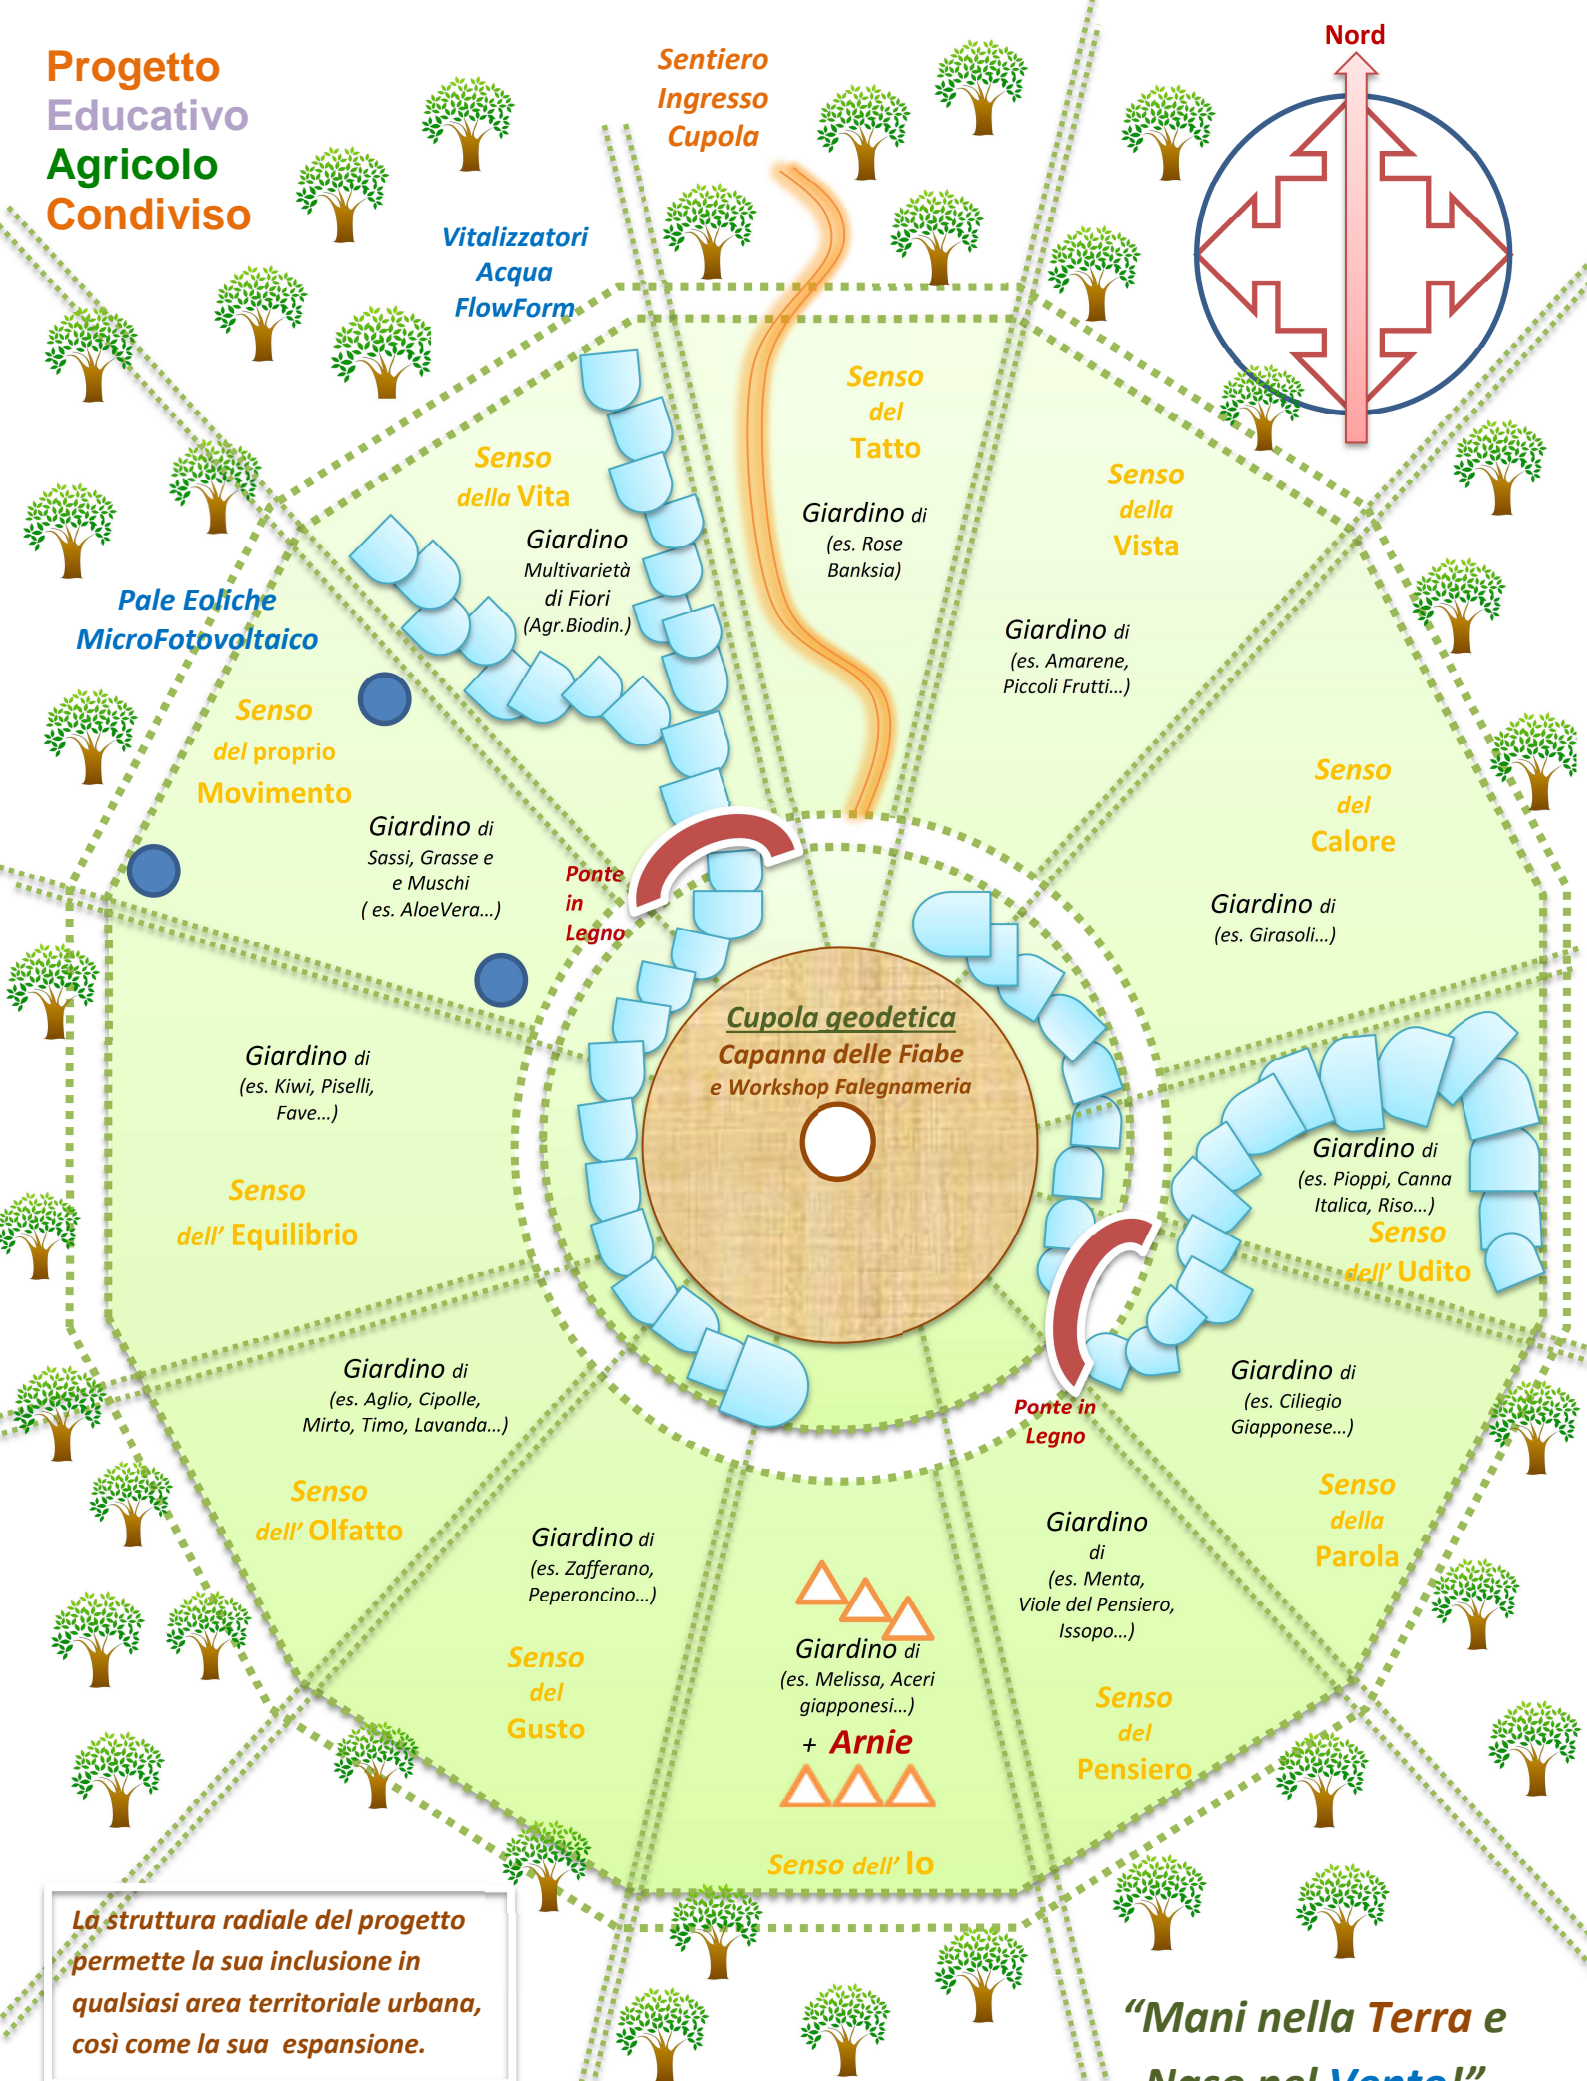 Progetto
Educativo
Agricolo
Condiviso
Sentiero
Ingresso
Cupola
Nord
Vitalizzatori
Acqua
FlowForm
Senso
del
Tatto
Giardino di
(es. Rose
Banksia)
Senso
della Vita
Giardino
Multivarietà
di Fiori
(Agr.Biodin.)
Senso
della
Vista
Giardino di
(es. Amarene,
Piccoli Frutti...)
Pale Eoliche
MicroFotovoltaico
Senso
del proprio
Movimento
Giardino di
Sassi, Grasse e
e Muschi
( es. AloeVera...)
Ponte
in
Legno
Senso
del
Calore
Giardino di
(es. Girasoli...)
Cupola geodetica
Capanna delle Fiabe
e Workshop Falegnameria
Giardino di
(es. Kiwi, Piselli,
Fave...)
Senso
dell' Equilibrio
Giardino di
(es. Pioppi, Canna
Italica, Riso...)
Senso
dell' Udito
Giardino di
(es. Aglio, Cipolle,
Mirto, Timo, Lavanda...)
Senso
dell' Olfatto
Ponte in
Legno
Giardino di
(es. Ciliegio
Giapponese...)
Senso
della
Parola
Giardino di
(es. Zafferano,
Peperoncino...)
Senso
del
Gusto
Giardino
di
(es. Menta,
Viole del Pensiero,
Issopo...)
Senso
del
Pensiero
Giardino di
(es. Melissa, Aceri
giapponesi...)
+ Arnie
Senso dell' Io
La struttura radiale del progetto
permette la sua inclusione in
qualsiasi area territoriale urbana,
così come la sua espansione.
“Mani nella Terra e
Naso nel Vento!”